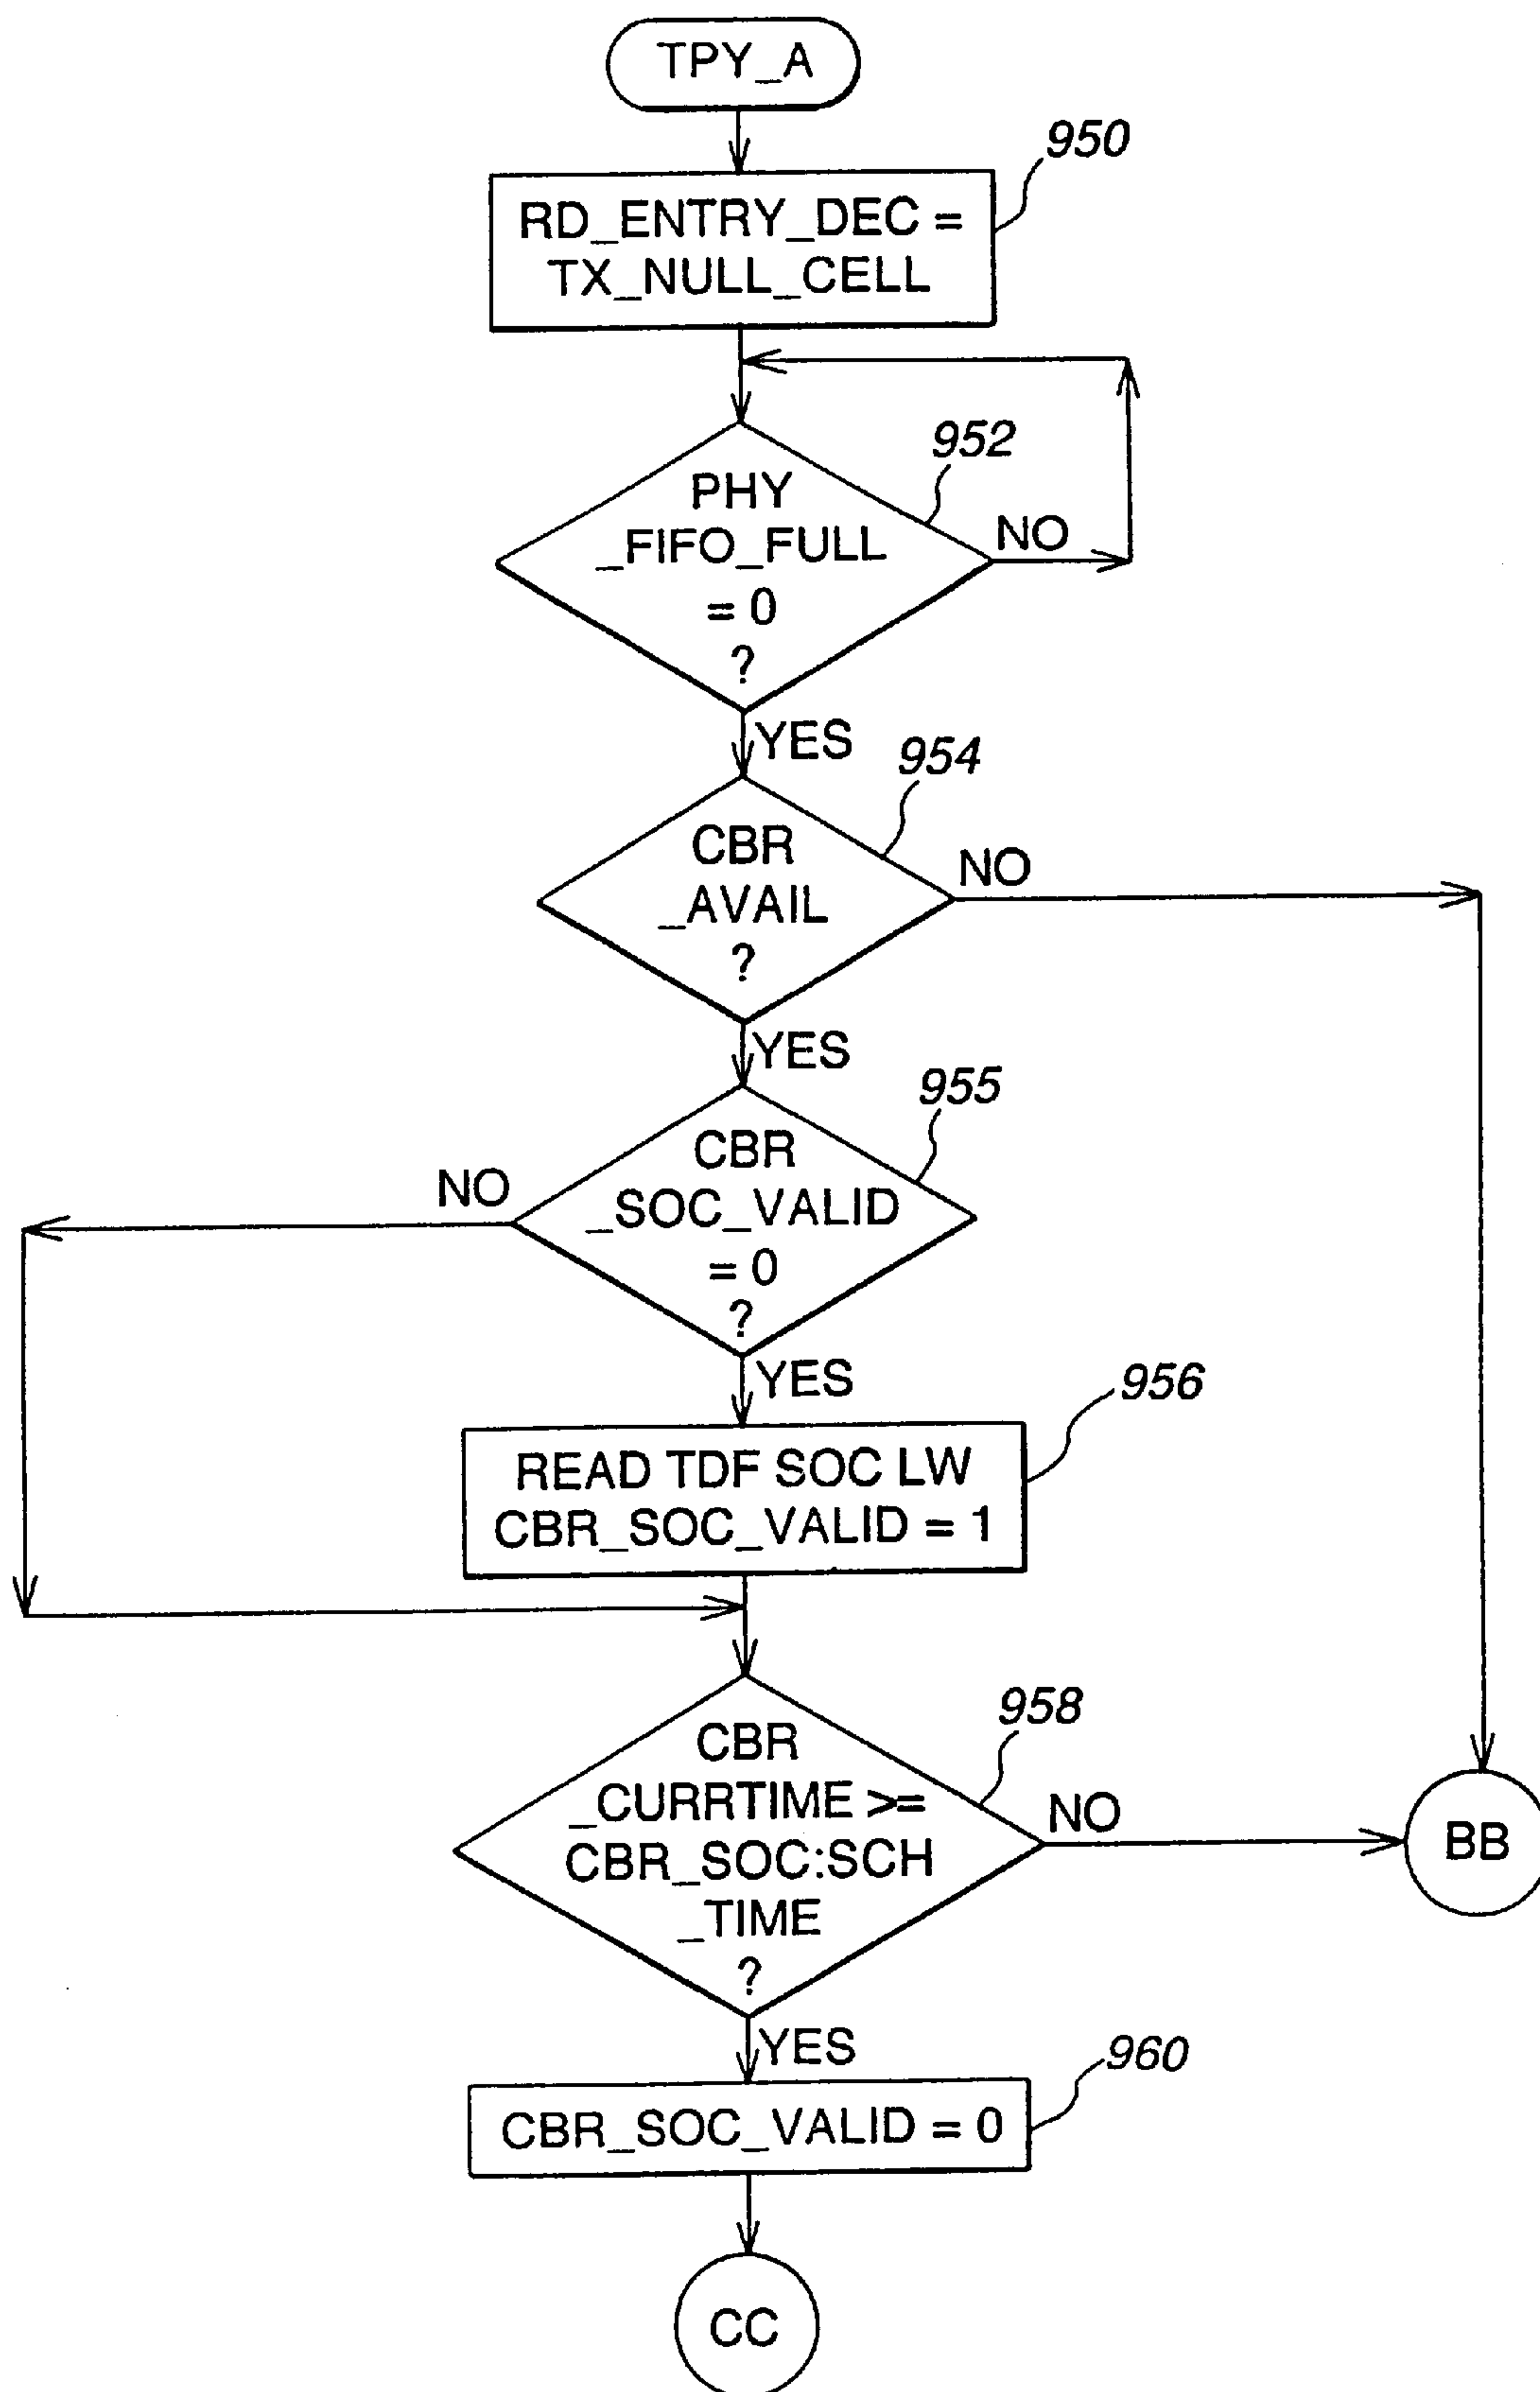 TPY_A
950
RD_ENTRY_DEC =
TX_NULL_CELL
952
PHY
_FIFO_FULL
= 0
?
NO
YES
954
CBR
_AVAIL
?
NO
YES
955
CBR
_SOC_VALID
= 0
?
NO
YES
956
READ TDF SOC LW
CBR_SOC_VALID = 1
958
CBR
_CURRTIME >=
CBR_SOC:SCH
_TIME
?
NO
BB
YES
960
CBR_SOC_VALID = 0
CC